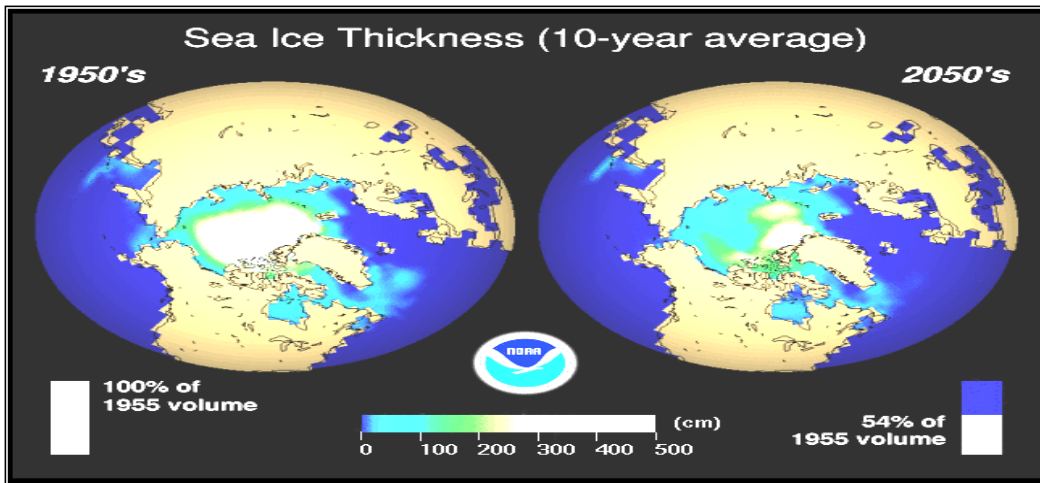 Sea Ice Thickness (10-year average)
1950's
2050's
NOAA
100% of
1955 volume
(cm)
0 100 200 300 400 500
54% of
1955 volume